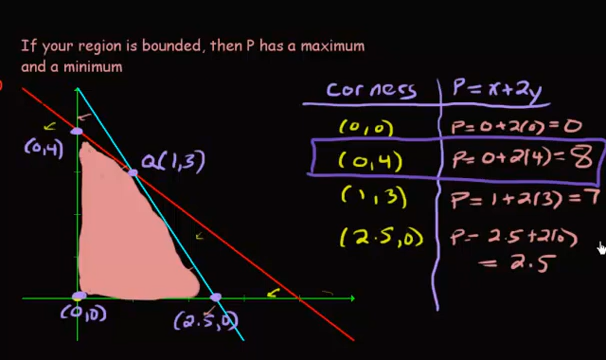 If your region is bounded, then P has a maximum
and a minimum
corners P = x+2y
(0,0) P = 0+2(0) = 0
(0,4) P = 0+2(4) = 8
(1,3) P = 1+2(3) = 7
(2.5,0) P = 2.5+2(0)
= 2.5
(0,4)
Q(1,3)
(0,0)
(2.5,0)